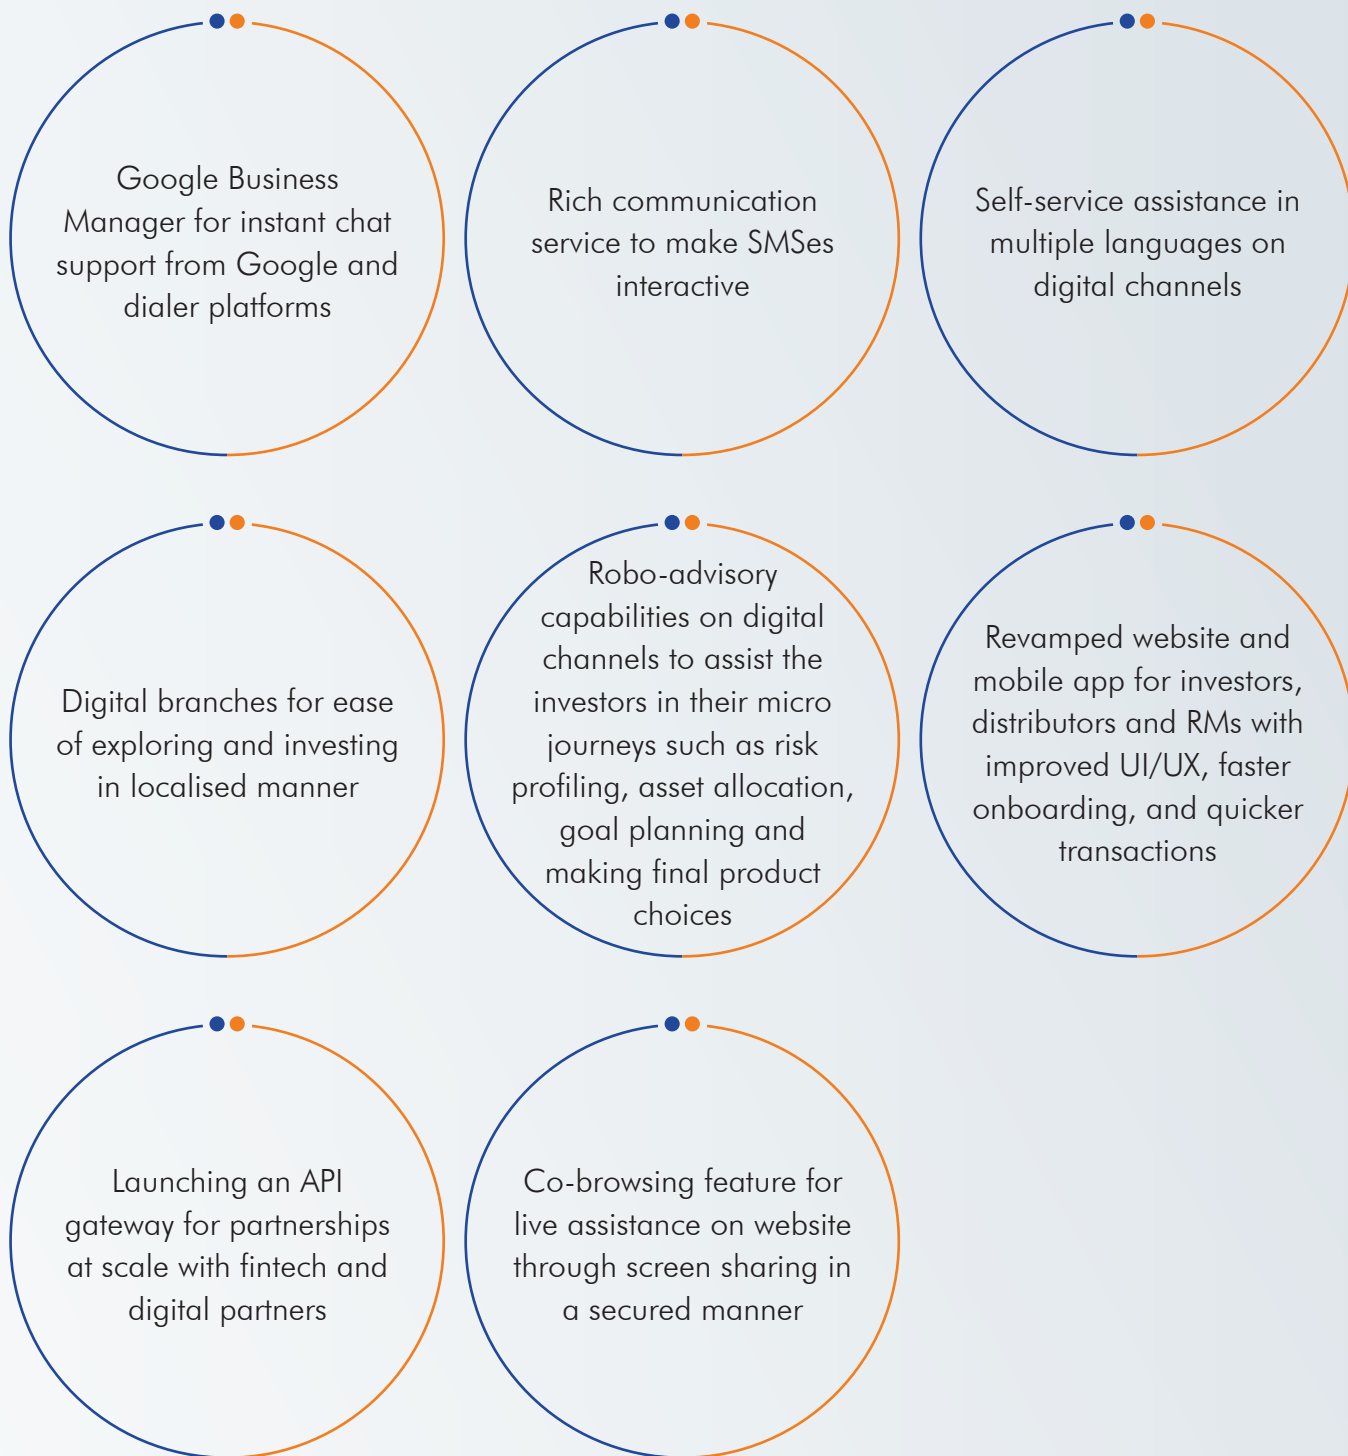 Google Business
Manager for instant chat
support from Google and
dialer platforms
Rich communication
service to make SMSes
interactive
Self-service assistance in
multiple languages on
digital channels
Digital branches for ease
of exploring and investing
in localised manner
Robo-advisory
capabilities on digital
channels to assist the
investors in their micro
journeys such as risk
profiling, asset allocation,
goal planning and
making final product
choices
Revamped website and
mobile app for investors,
distributors and RMs with
improved UI/UX, faster
onboarding, and quicker
transactions
Launching an API
gateway for partnerships
at scale with fintech and
digital partners
Co-browsing feature for
live assistance on website
through screen sharing in
a secured manner